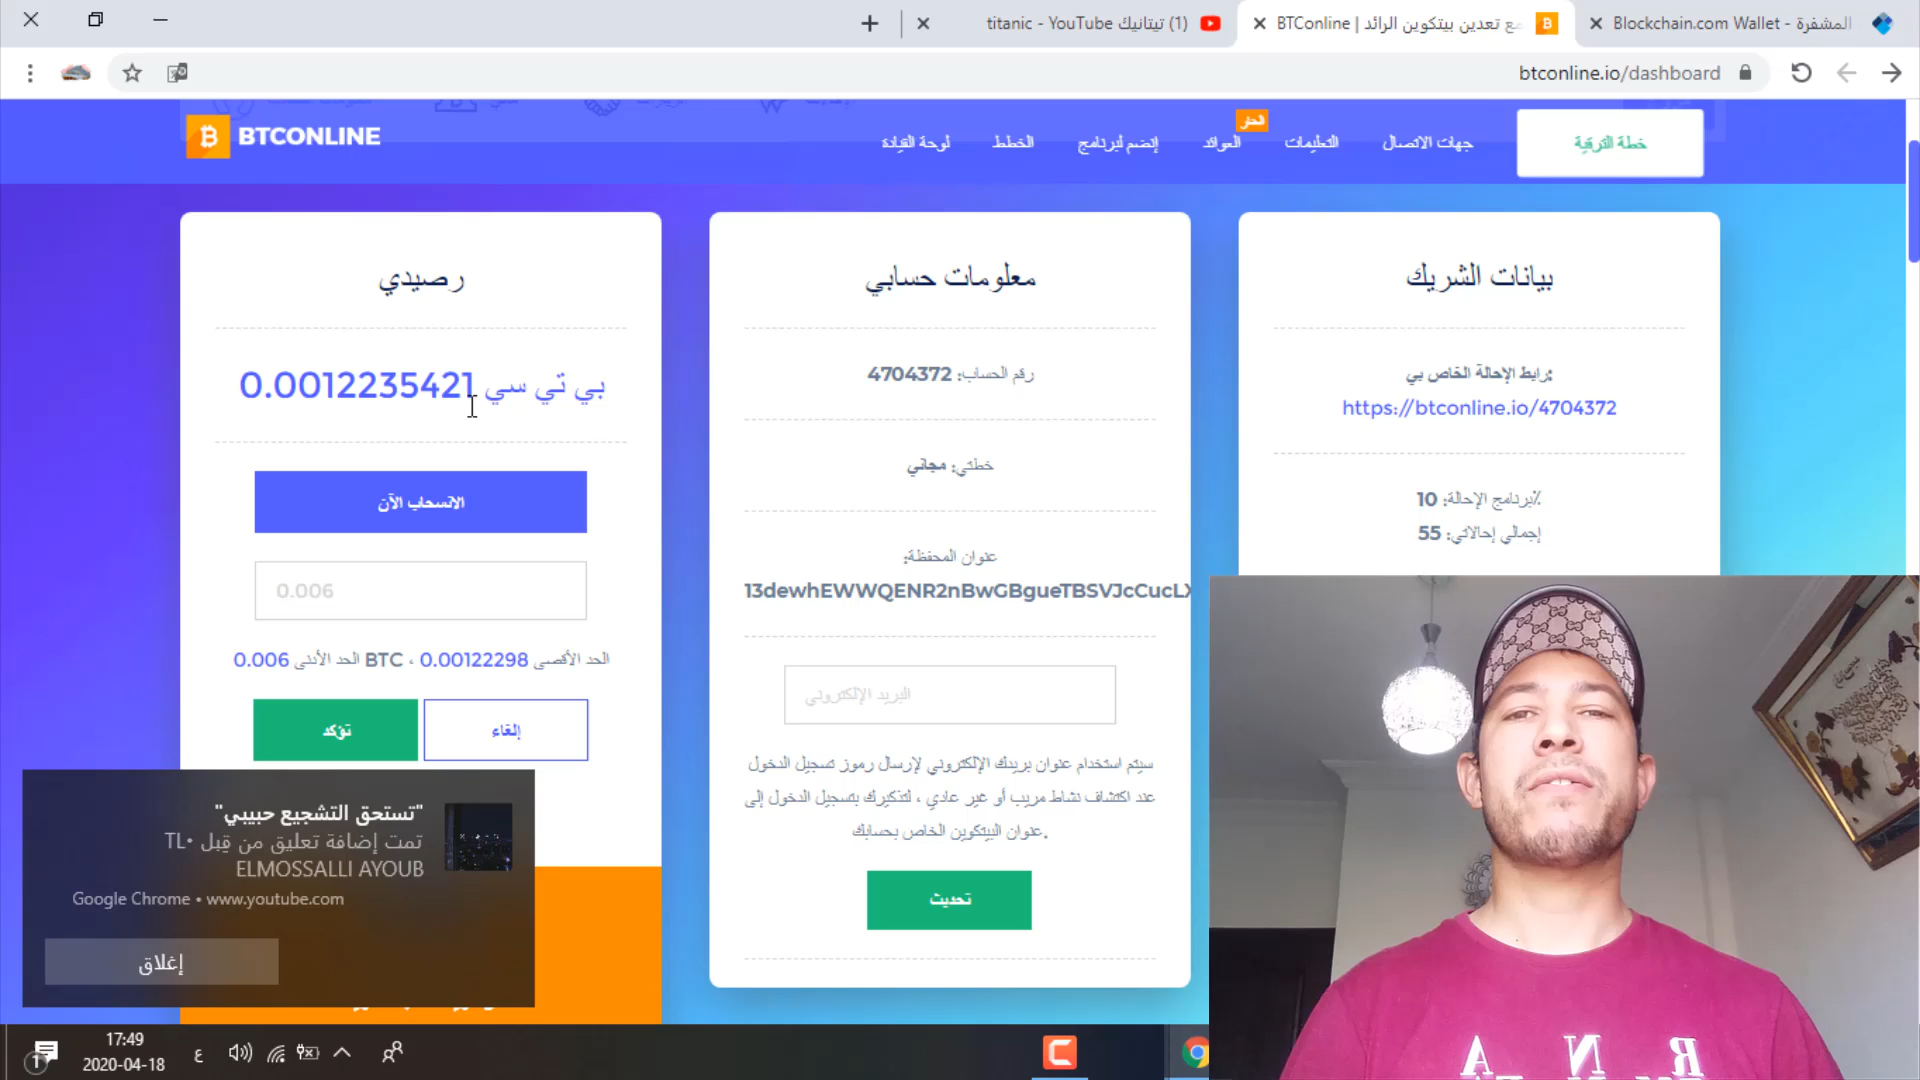 titanic - YouTube تيتانيك (1)
BTConline | مع تعدين بيتكوين الرائد
Blockchain.com Wallet - المشفرة
btconline.io/dashboard
BTCONLINE
لوحة القيادة
الخطط
إنضم لبرنامج
العوائد
الحار
التعليمات
جهات الاتصال
خطة الترقية
رصيدي
0.0012235421 بي تي سي
الانسحاب الآن
0.006
الحد الأقصى 0.00122298 ، BTC الحد الأدنى 0.006
تؤكد
إلغاء
معلومات حسابي
رقم الحساب: 4704372
خطتي: مجاني
عنوان المحفظة:
13dewhEWWQENR2nBwGBgueTBSVJcCucLX
البريد الإلكتروني
سيتم استخدام عنوان بريدك الإلكتروني لإرسال رموز تسجيل الدخول
عند اكتشاف نشاط مريب أو غير عادي ، لتذكيرك بتسجيل الدخول إلى
عنوان البيتكوين الخاص بحسابك.
تحديث
بيانات الشريك
رابط الإحالة الخاص بي:
https://btconline.io/4704372
برنامج الإحالة: 10٪
إجمالي إحالاتي: 55
"تستحق التشجيع حبيبي"
تمت إضافة تعليق من قِبل TL•
ELMOSSALLI AYOUB
Google Chrome • www.youtube.com
إغلاق
17:49
2020-04-18
ع
1